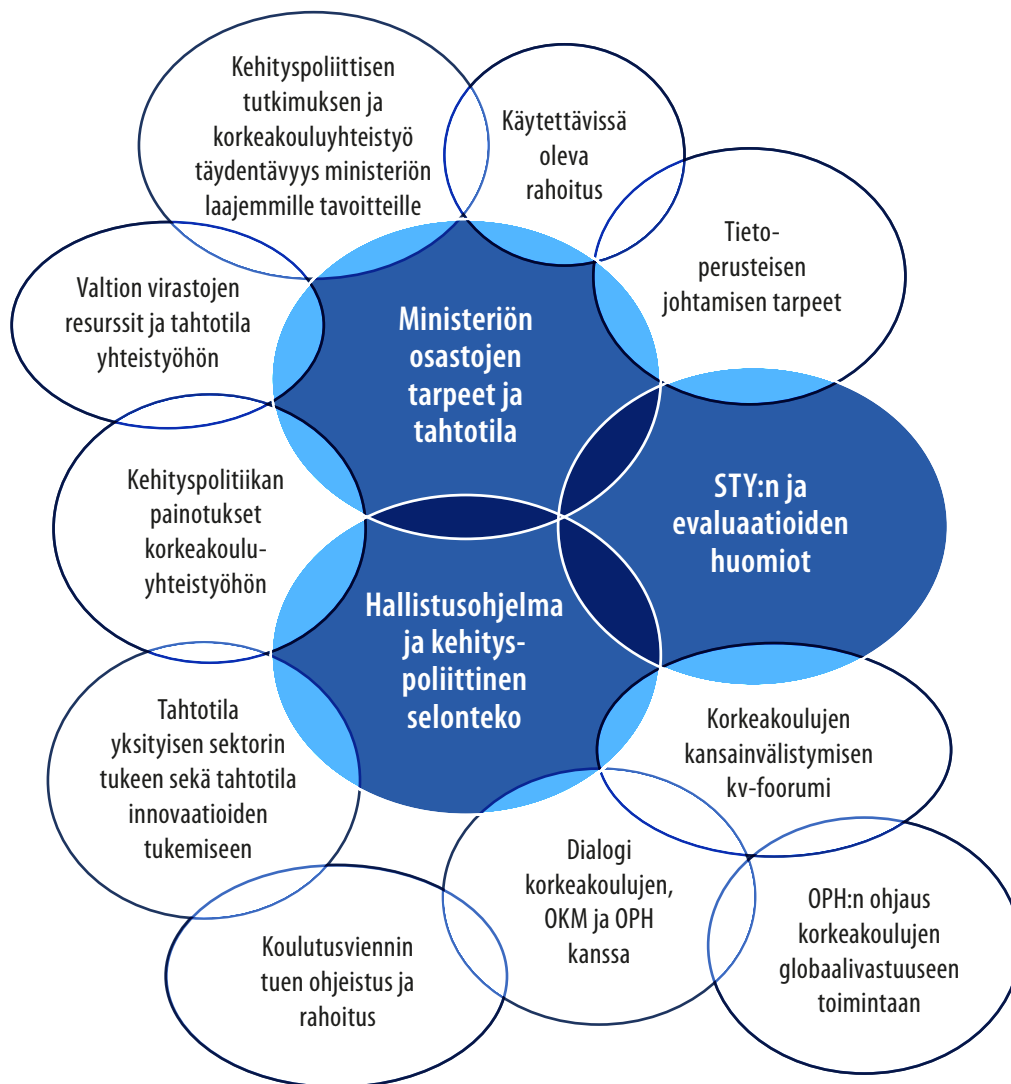 Kehityspoliittisen
tutkimuksen ja
korkeakouluyhteistyö
täydentävyys ministeriön
laajemmille tavoitteille
Käytettävissä
oleva
rahoitus
Tieto-
perusteisen
johtamisen tarpeet
Valtion virastojen
resurssit ja tahtotila
yhteistyöhön
Ministeriön
osastojen
tarpeet ja
tahtotila
Kehityspolitiikan
painotukset
korkeakoulu-
yhteistyöhön
STY:n ja
evaluaatioiden
huomiot
Hallistusohjelma
ja kehitys-
poliittinen
selonteko
Tahtotila
yksityisen sektorin
tukeen sekä tahtotila
innovaatioiden
tukemiseen
Korkeakoulujen
kansainvälistymisen
kv-foorumi
Dialogi
korkeakoulujen,
OKM ja OPH
kanssa
OPH:n ohjaus
korkeakoulujen
globaalivastuuseen
toimintaan
Koulutusviennin
tuen ohjeistus ja
rahoitus